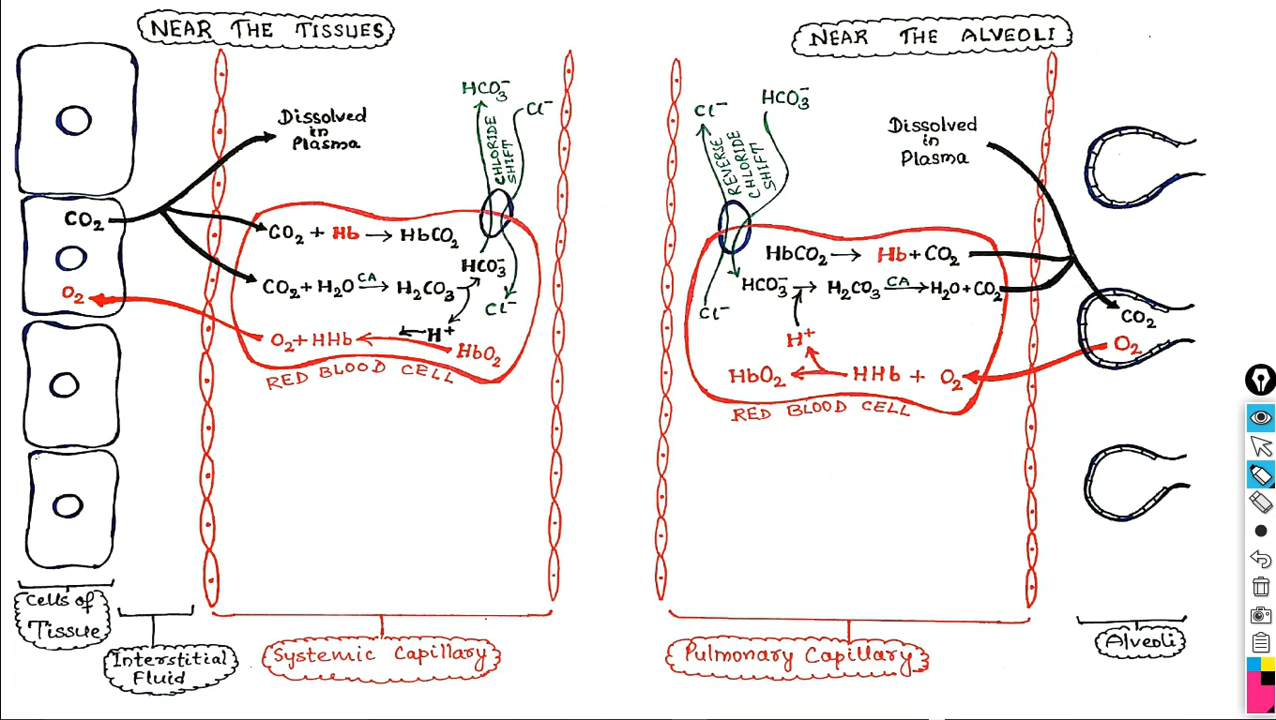 NEAR THE TISSUES
HCO₃⁻
Cl⁻
CHLORIDE
SHIFT
Dissolved
in
Plasma
CO₂
CO₂ + Hb → HbCO₂
HCO₃⁻
CO₂ + H₂O CA→ H₂CO₃
Cl⁻
O₂
H⁺
O₂ + HHb ← HbO₂
RED BLOOD CELL
Cells of
Tissue
Interstitial
Fluid
Systemic Capillary
NEAR THE ALVEOLI
Cl⁻
HCO₃⁻
REVERSE
CHLORIDE
SHIFT
Dissolved
in
Plasma
HbCO₂ → Hb + CO₂
HCO₃⁻ → H₂CO₃ CA→ H₂O + CO₂
Cl⁻
CO₂
H⁺
O₂
HbO₂ ← HHb + O₂
RED BLOOD CELL
Pulmonary Capillary
Alveoli